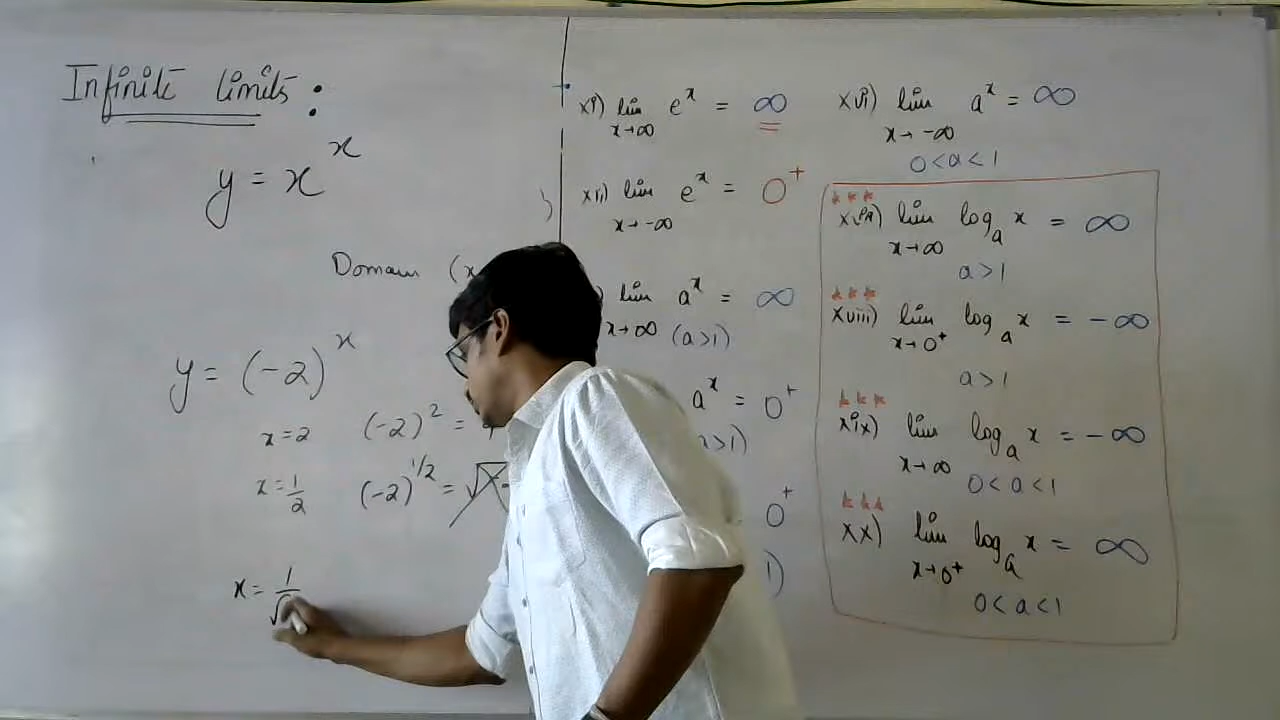 Infinite limits :
y = x^x
Domain (x
y = (-2)^x
x = 2 (-2)^2 =
x = 1/2 (-2)^{1/2} = √
x = 1/√
xi) lim_{x→∞} e^x = ∞
xii) lim_{x→-∞} e^x = 0^+
) lim_{x→∞} a^x = ∞
(a>1)
a^x = 0^+
>1)
0^+
1)
xvi) lim_{x→-∞} a^x = ∞
0<a<1
***
xvii) lim_{x→∞} log_a x = ∞
a>1
***
xviii) lim_{x→0^+} log_a x = -∞
a>1
***
xix) lim_{x→∞} log_a x = -∞
0<a<1
***
xx) lim_{x→0^+} log_a x = ∞
0<a<1